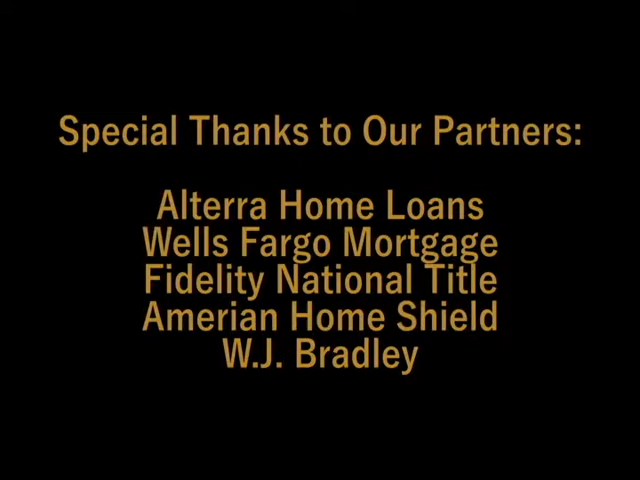 Special Thanks to Our Partners:
Alterra Home Loans
Wells Fargo Mortgage
Fidelity National Title
Amerian Home Shield
W.J. Bradley